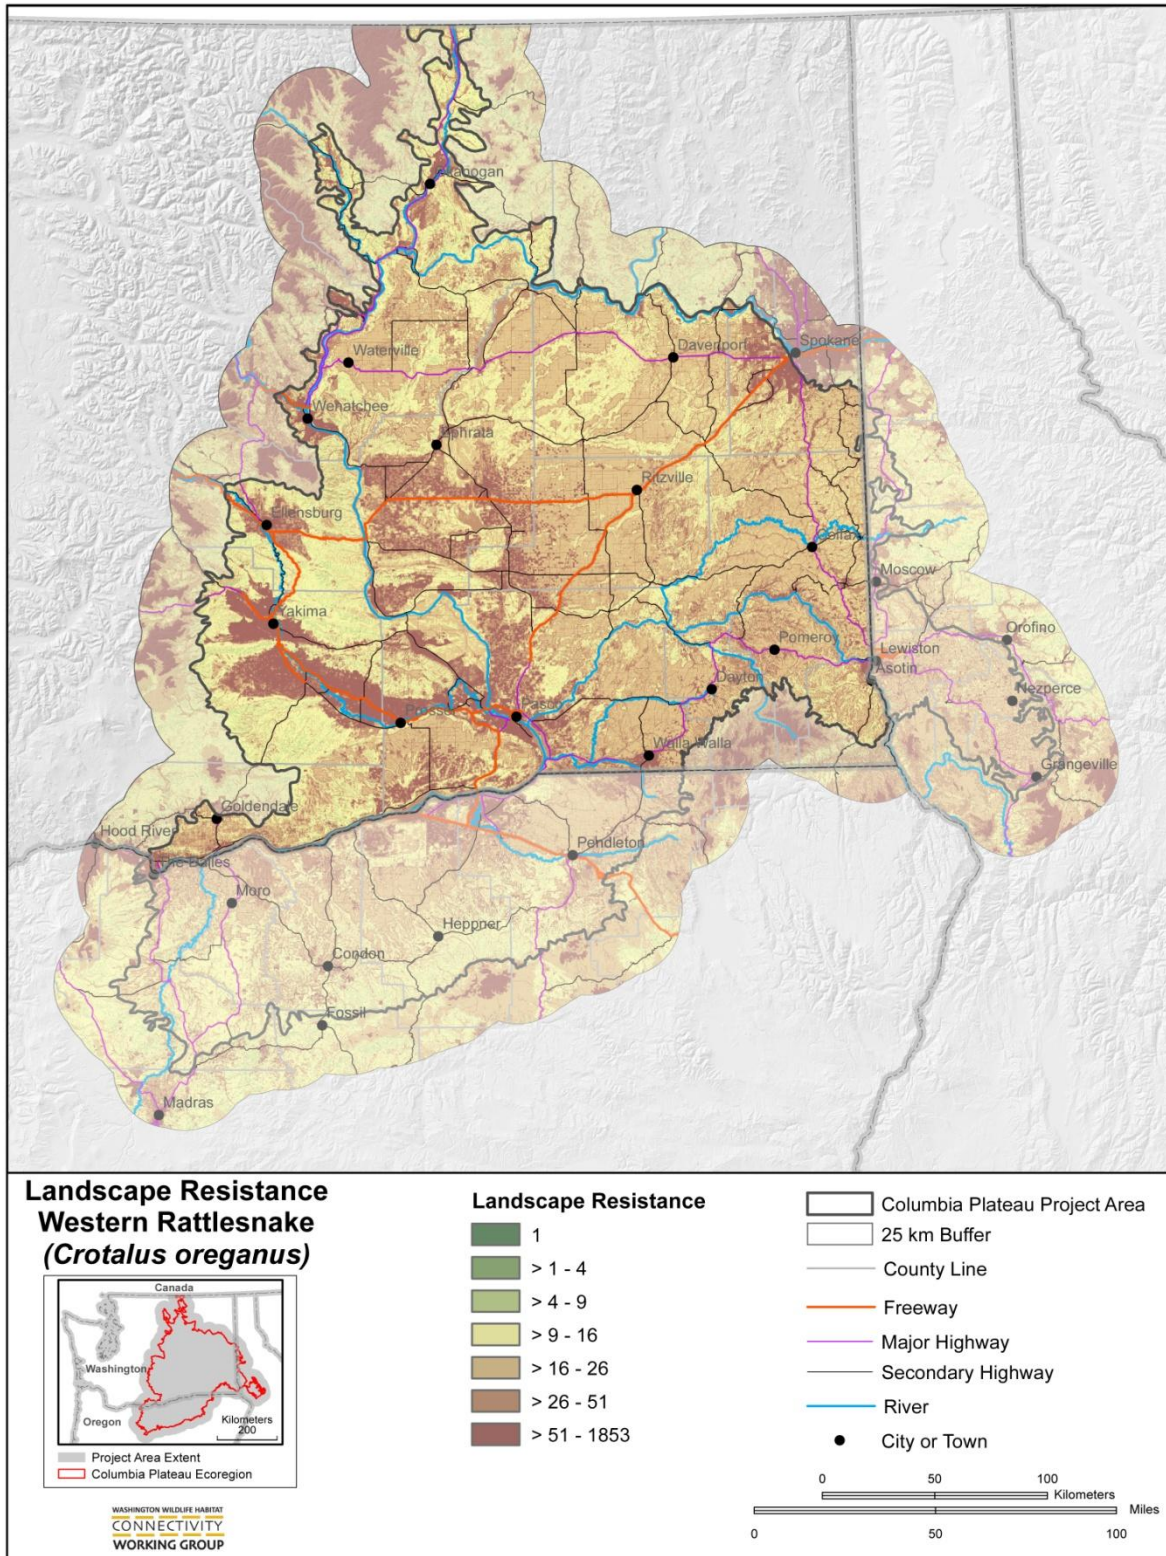 Okanogan
Waterville
Davenport
Spokane
Wenatchee
Ephrata
Ritzville
Ellensburg
Colfax
Moscow
Yakima
Orofino
Pomeroy
Lewiston
Asotin
Dayton
Nezperce
Prosser
Pasco
Walla Walla
Grangeville
Goldendale
Hood River
The Dalles
Pendleton
Moro
Heppner
Condon
Fossil
Madras
Landscape Resistance
Western Rattlesnake
(Crotalus oreganus)
Canada
Washington
Oregon
Kilometers
200
Project Area Extent
Columbia Plateau Ecoregion
WASHINGTON WILDLIFE HABITAT
CONNECTIVITY
WORKING GROUP
Landscape Resistance
1
> 1 - 4
> 4 - 9
> 9 - 16
> 16 - 26
> 26 - 51
> 51 - 1853
Columbia Plateau Project Area
25 km Buffer
County Line
Freeway
Major Highway
Secondary Highway
River
City or Town
0 50 100
Kilometers
Miles
0 50 100